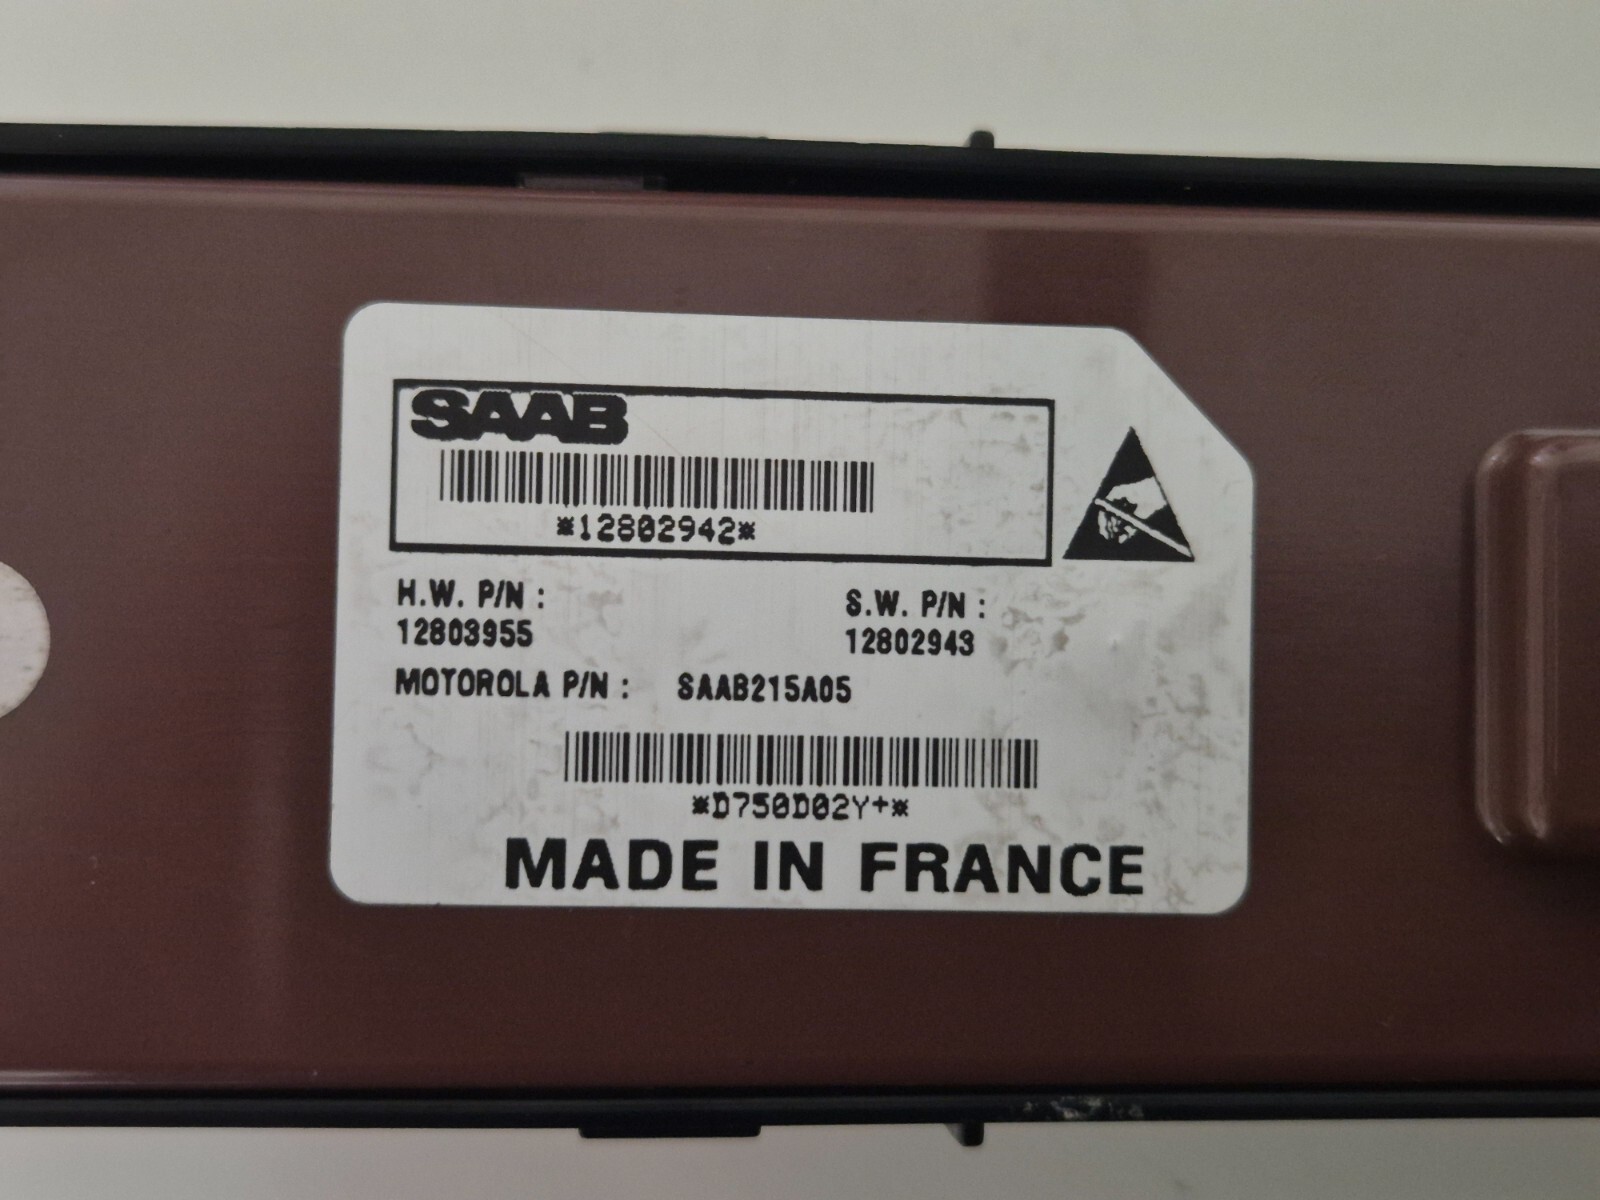 SAAB
*12802942*
H.W. P/N :
S.W. P/N :
12803955
12802943
MOTOROLA P/N : SAAB215A05
*D750D02Y+*
MADE IN FRANCE